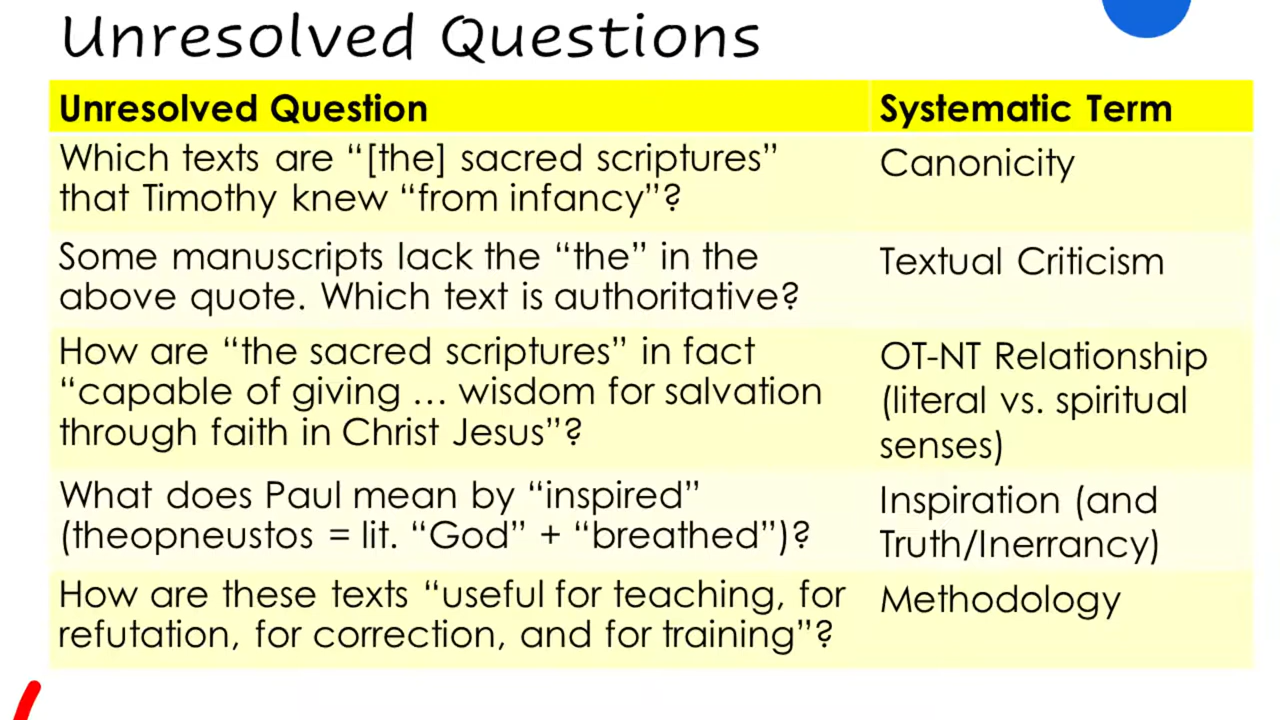 Unresolved Questions
Unresolved Question
Systematic Term
Which texts are “[the] sacred scriptures”
that Timothy knew “from infancy”?
Canonicity
Some manuscripts lack the “the” in the
above quote. Which text is authoritative?
Textual Criticism
How are “the sacred scriptures” in fact
“capable of giving … wisdom for salvation
through faith in Christ Jesus”?
OT-NT Relationship
(literal vs. spiritual
senses)
What does Paul mean by “inspired”
(theopneustos = lit. “God” + “breathed”)?
Inspiration (and
Truth/Inerrancy)
How are these texts “useful for teaching, for
refutation, for correction, and for training”?
Methodology